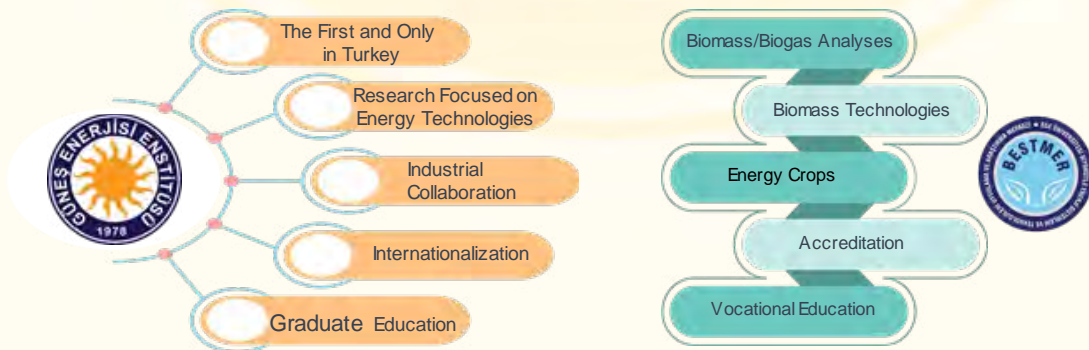 The First and Only
in Turkey
Research Focused on
Energy Technologies
Industrial
Collaboration
Internationalization
Graduate Education
GÜNEŞ ENERJİSİ ENSTİTÜSÜ
1978
Biomass/Biogas Analyses
Biomass Technologies
Energy Crops
Accreditation
Vocational Education
BESTMER